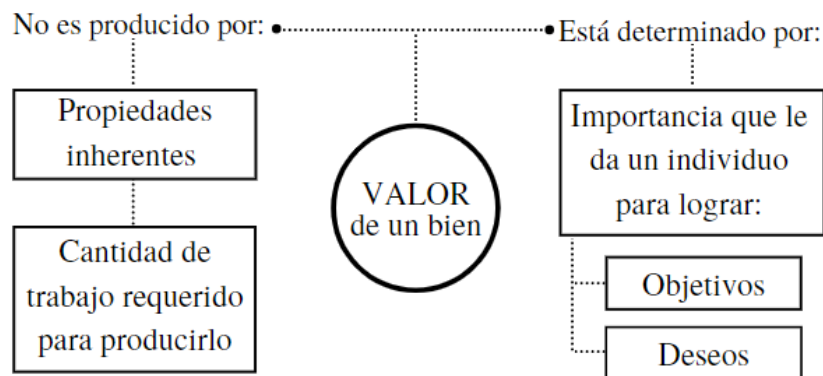 No es producido por:
Está determinado por:
Propiedades
inherentes
Cantidad de
trabajo requerido
para producirlo
VALOR
de un bien
Importancia que le
da un individuo
para lograr:
Objetivos
Deseos